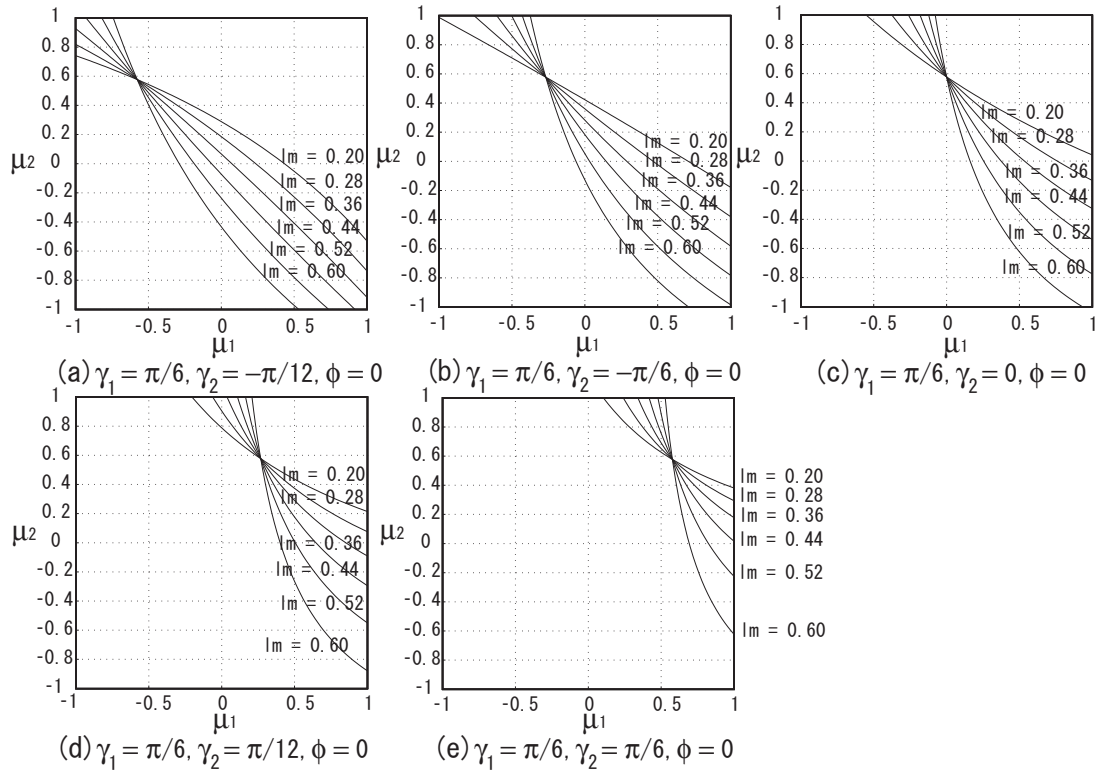 1
0.8
0.6
0.4
0.2
μ2
0
-0.2
-0.4
-0.6
-0.8
-1
-1
-0.5
0
0.5
1
μ1
lm = 0.20
lm = 0.28
lm = 0.36
lm = 0.44
lm = 0.52
lm = 0.60
(a) γ1 = π/6, γ2 = −π/12, ϕ = 0
1
0.8
0.6
0.4
0.2
μ2
0
-0.2
-0.4
-0.6
-0.8
-1
-1
-0.5
0
0.5
1
μ1
lm = 0.20
lm = 0.28
lm = 0.36
lm = 0.44
lm = 0.52
lm = 0.60
(b) γ1 = π/6, γ2 = −π/6, ϕ = 0
1
0.8
0.6
0.4
0.2
μ2
0
-0.2
-0.4
-0.6
-0.8
-1
-1
-0.5
0
0.5
1
μ1
lm = 0.20
lm = 0.28
lm = 0.36
lm = 0.44
lm = 0.52
lm = 0.60
(c) γ1 = π/6, γ2 = 0, ϕ = 0
1
0.8
0.6
0.4
0.2
μ2
0
-0.2
-0.4
-0.6
-0.8
-1
-1
-0.5
0
0.5
1
μ1
lm = 0.20
lm = 0.28
lm = 0.36
lm = 0.44
lm = 0.52
lm = 0.60
(d) γ1 = π/6, γ2 = π/12, ϕ = 0
1
0.8
0.6
0.4
0.2
μ2
0
-0.2
-0.4
-0.6
-0.8
-1
-1
-0.5
0
0.5
1
μ1
lm = 0.20
lm = 0.28
lm = 0.36
lm = 0.44
lm = 0.52
lm = 0.60
(e) γ1 = π/6, γ2 = π/6, ϕ = 0